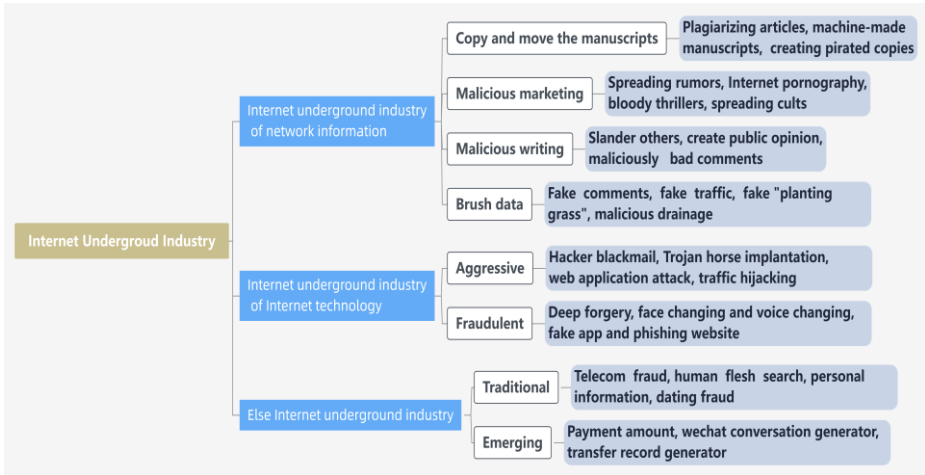 Internet Undergroud Industry
Internet underground industry
of network information
Copy and move the manuscripts
Plagiarizing articles, machine-made
manuscripts, creating pirated copies
Malicious marketing
Spreading rumors, Internet pornography,
bloody thrillers, spreading cults
Malicious writing
Slander others, create public opinion,
maliciously bad comments
Brush data
Fake comments, fake traffic, fake "planting
grass", malicious drainage
Internet underground industry
of Internet technology
Aggressive
Hacker blackmail, Trojan horse implantation,
web application attack, traffic hijacking
Fraudulent
Deep forgery, face changing and voice changing,
fake app and phishing website
Else Internet underground industry
Traditional
Telecom fraud, human flesh search, personal
information, dating fraud
Emerging
Payment amount, wechat conversation generator,
transfer record generator